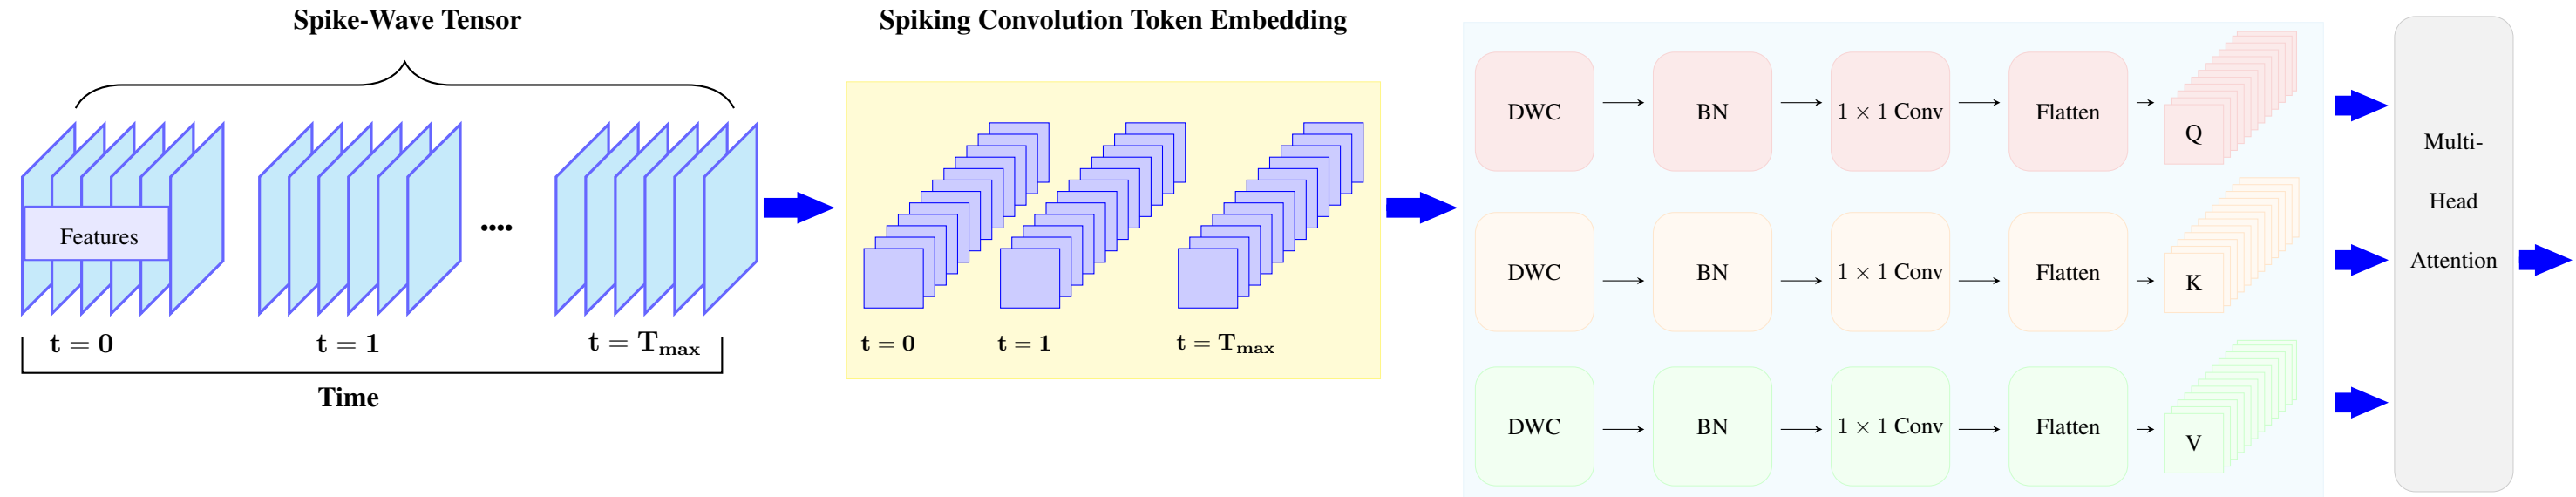 Spike-Wave Tensor
Features
....
t = 0
t = 1
t = T_max
Time
Spiking Convolution Token Embedding
t = 0
t = 1
t = T_max
DWC
BN
1 × 1 Conv
Flatten
Q
DWC
BN
1 × 1 Conv
Flatten
K
DWC
BN
1 × 1 Conv
Flatten
V
Multi-
Head
Attention